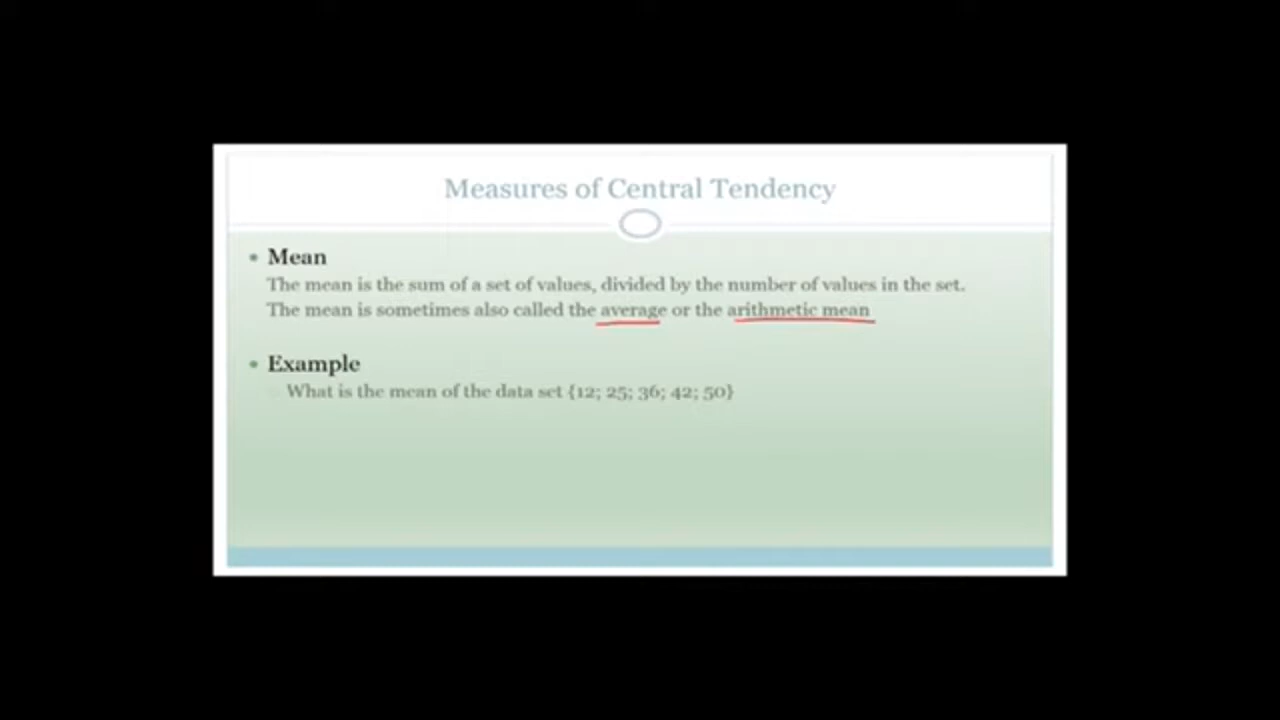 Measures of Central Tendency
• Mean
The mean is the sum of a set of values, divided by the number of values in the set.
The mean is sometimes also called the average or the arithmetic mean
• Example
What is the mean of the data set {12; 25; 36; 42; 50}